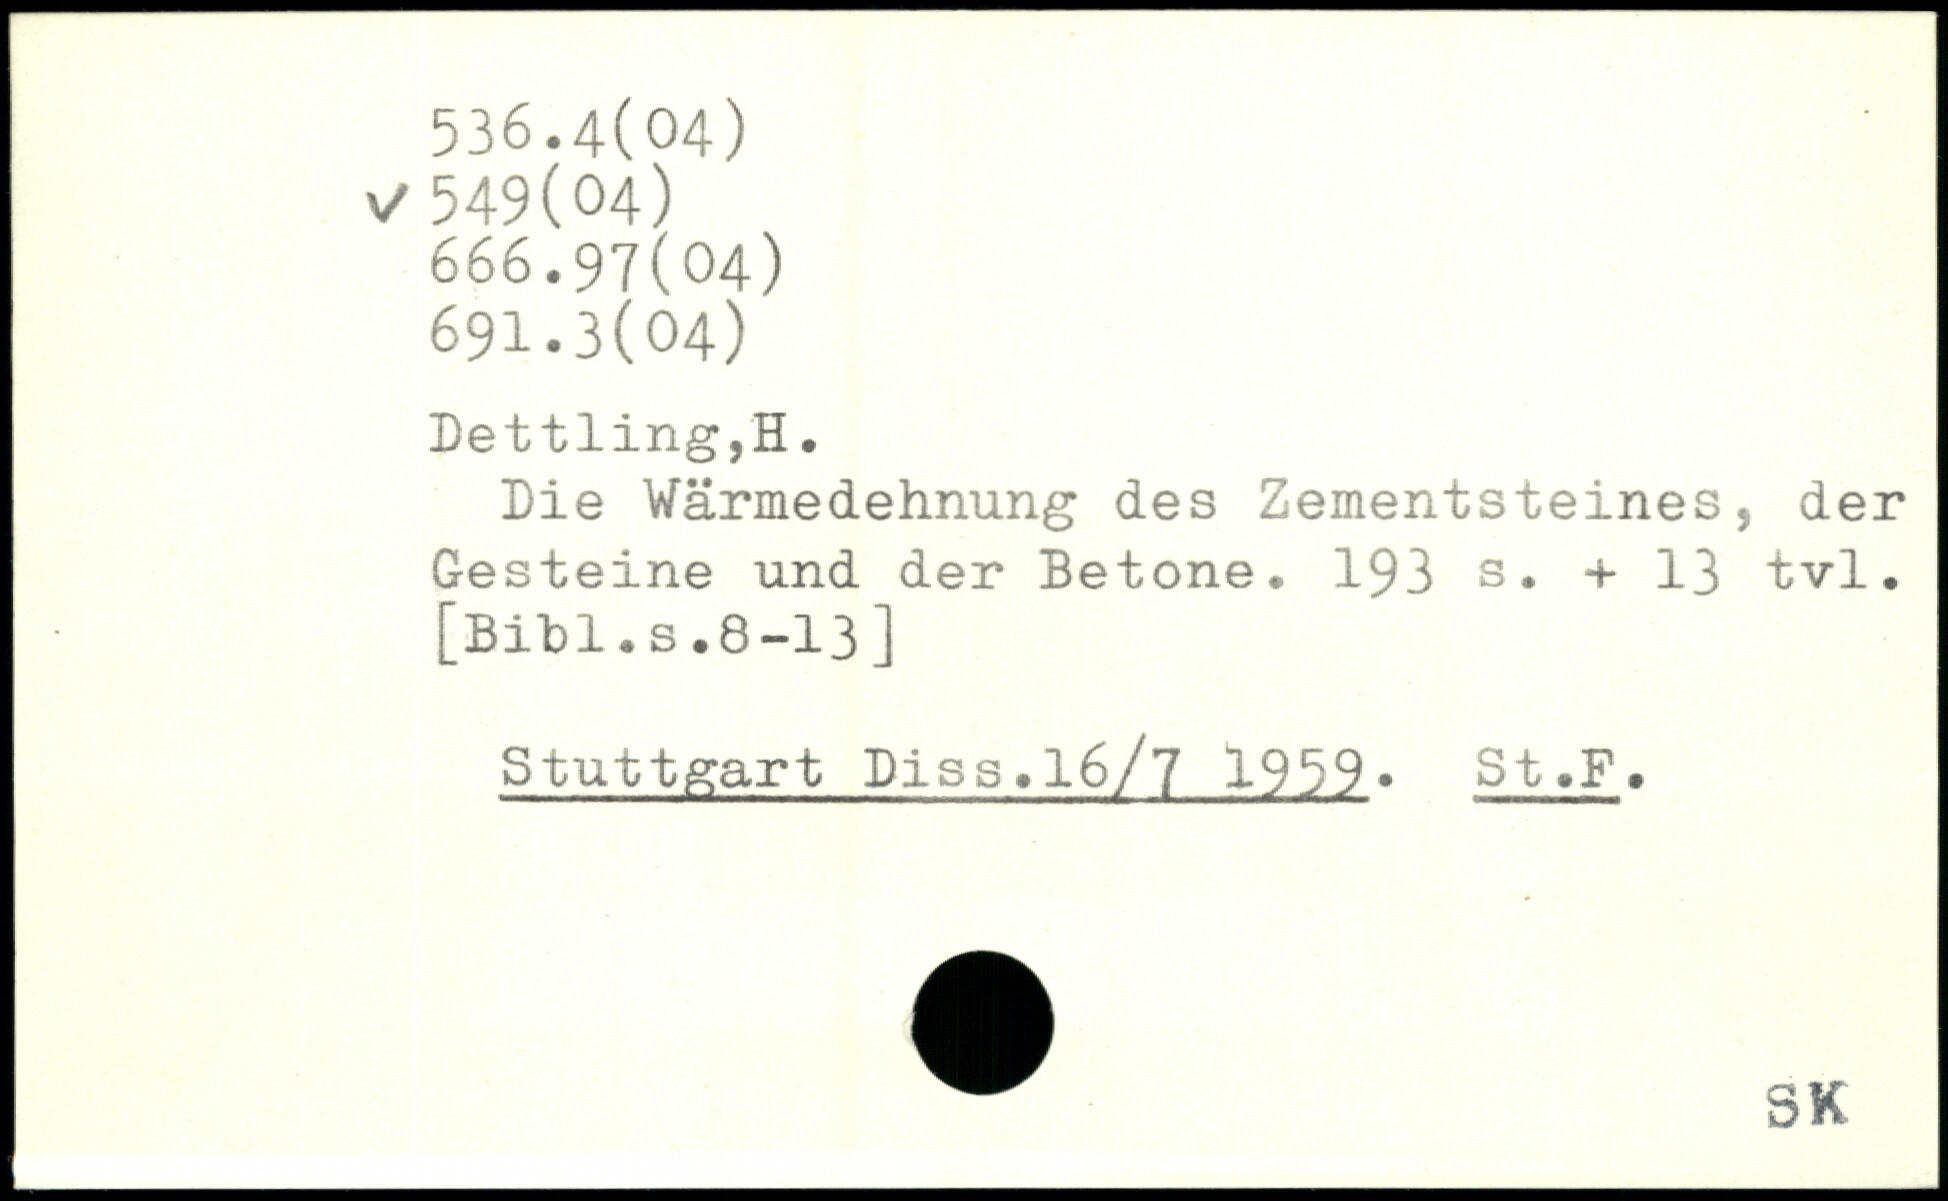 536.4(04)
✓ 549(04)
666.97(04)
691.3(04)
Dettling,H.
Die Wärmedehnung des Zementsteines, der
Gesteine und der Betone. 193 s. + 13 tvl.
[Bibl.s.8-13]
Stuttgart Diss.16/7 1959. St.F.
SK